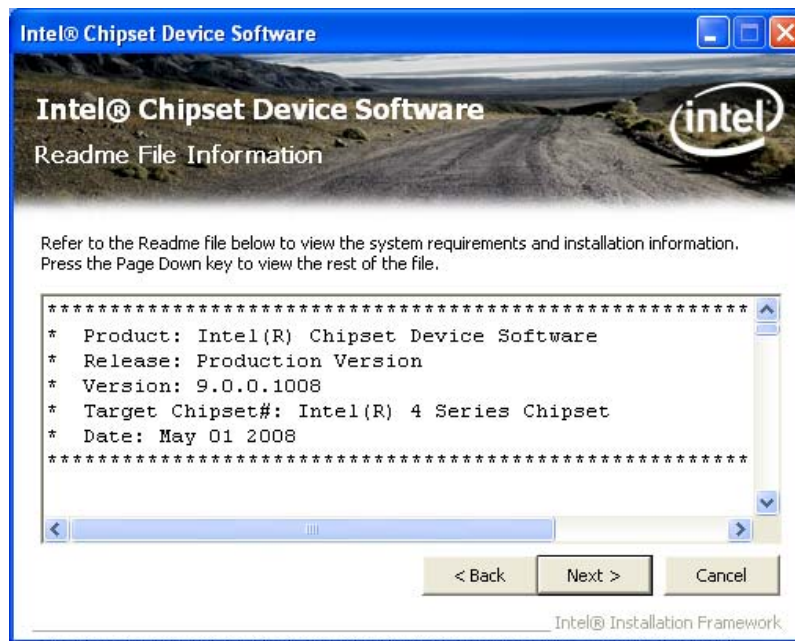 Intel® Chipset Device Software
Intel® Chipset Device Software
intel
Readme File Information
Refer to the Readme file below to view the system requirements and installation information.
Press the Page Down key to view the rest of the file.
********************************************************
* Product: Intel(R) Chipset Device Software
* Release: Production Version
* Version: 9.0.0.1008
* Target Chipset#: Intel(R) 4 Series Chipset
* Date: May 01 2008
********************************************************
< Back Next > Cancel
Intel® Installation Framework